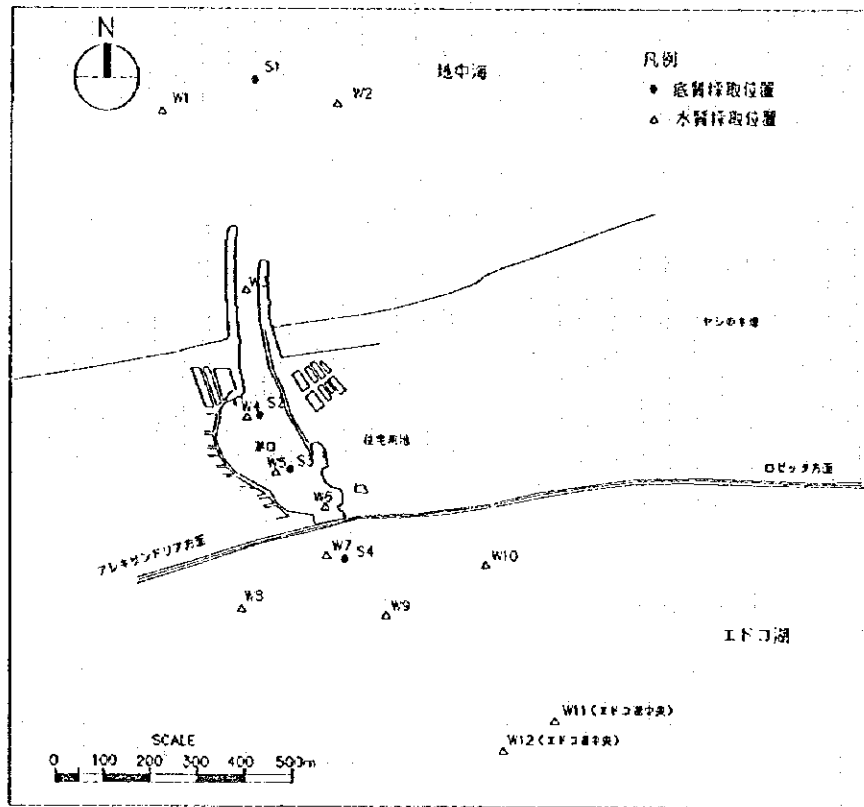 N
S1
地中海
凡例
W1
W2
● 底質採取位置
△ 水質採取位置
W3
ヤシの木畑
W4
S2
住宅用地
湖口
W5
S3
ロゼッタ方面
W6
アレキサンドリア方面
W7
S4
W10
W8
W9
エドコ湖
W11(エドコ湖中央)
W12(エドコ湖中央)
SCALE
0 100 200 300 400 500m